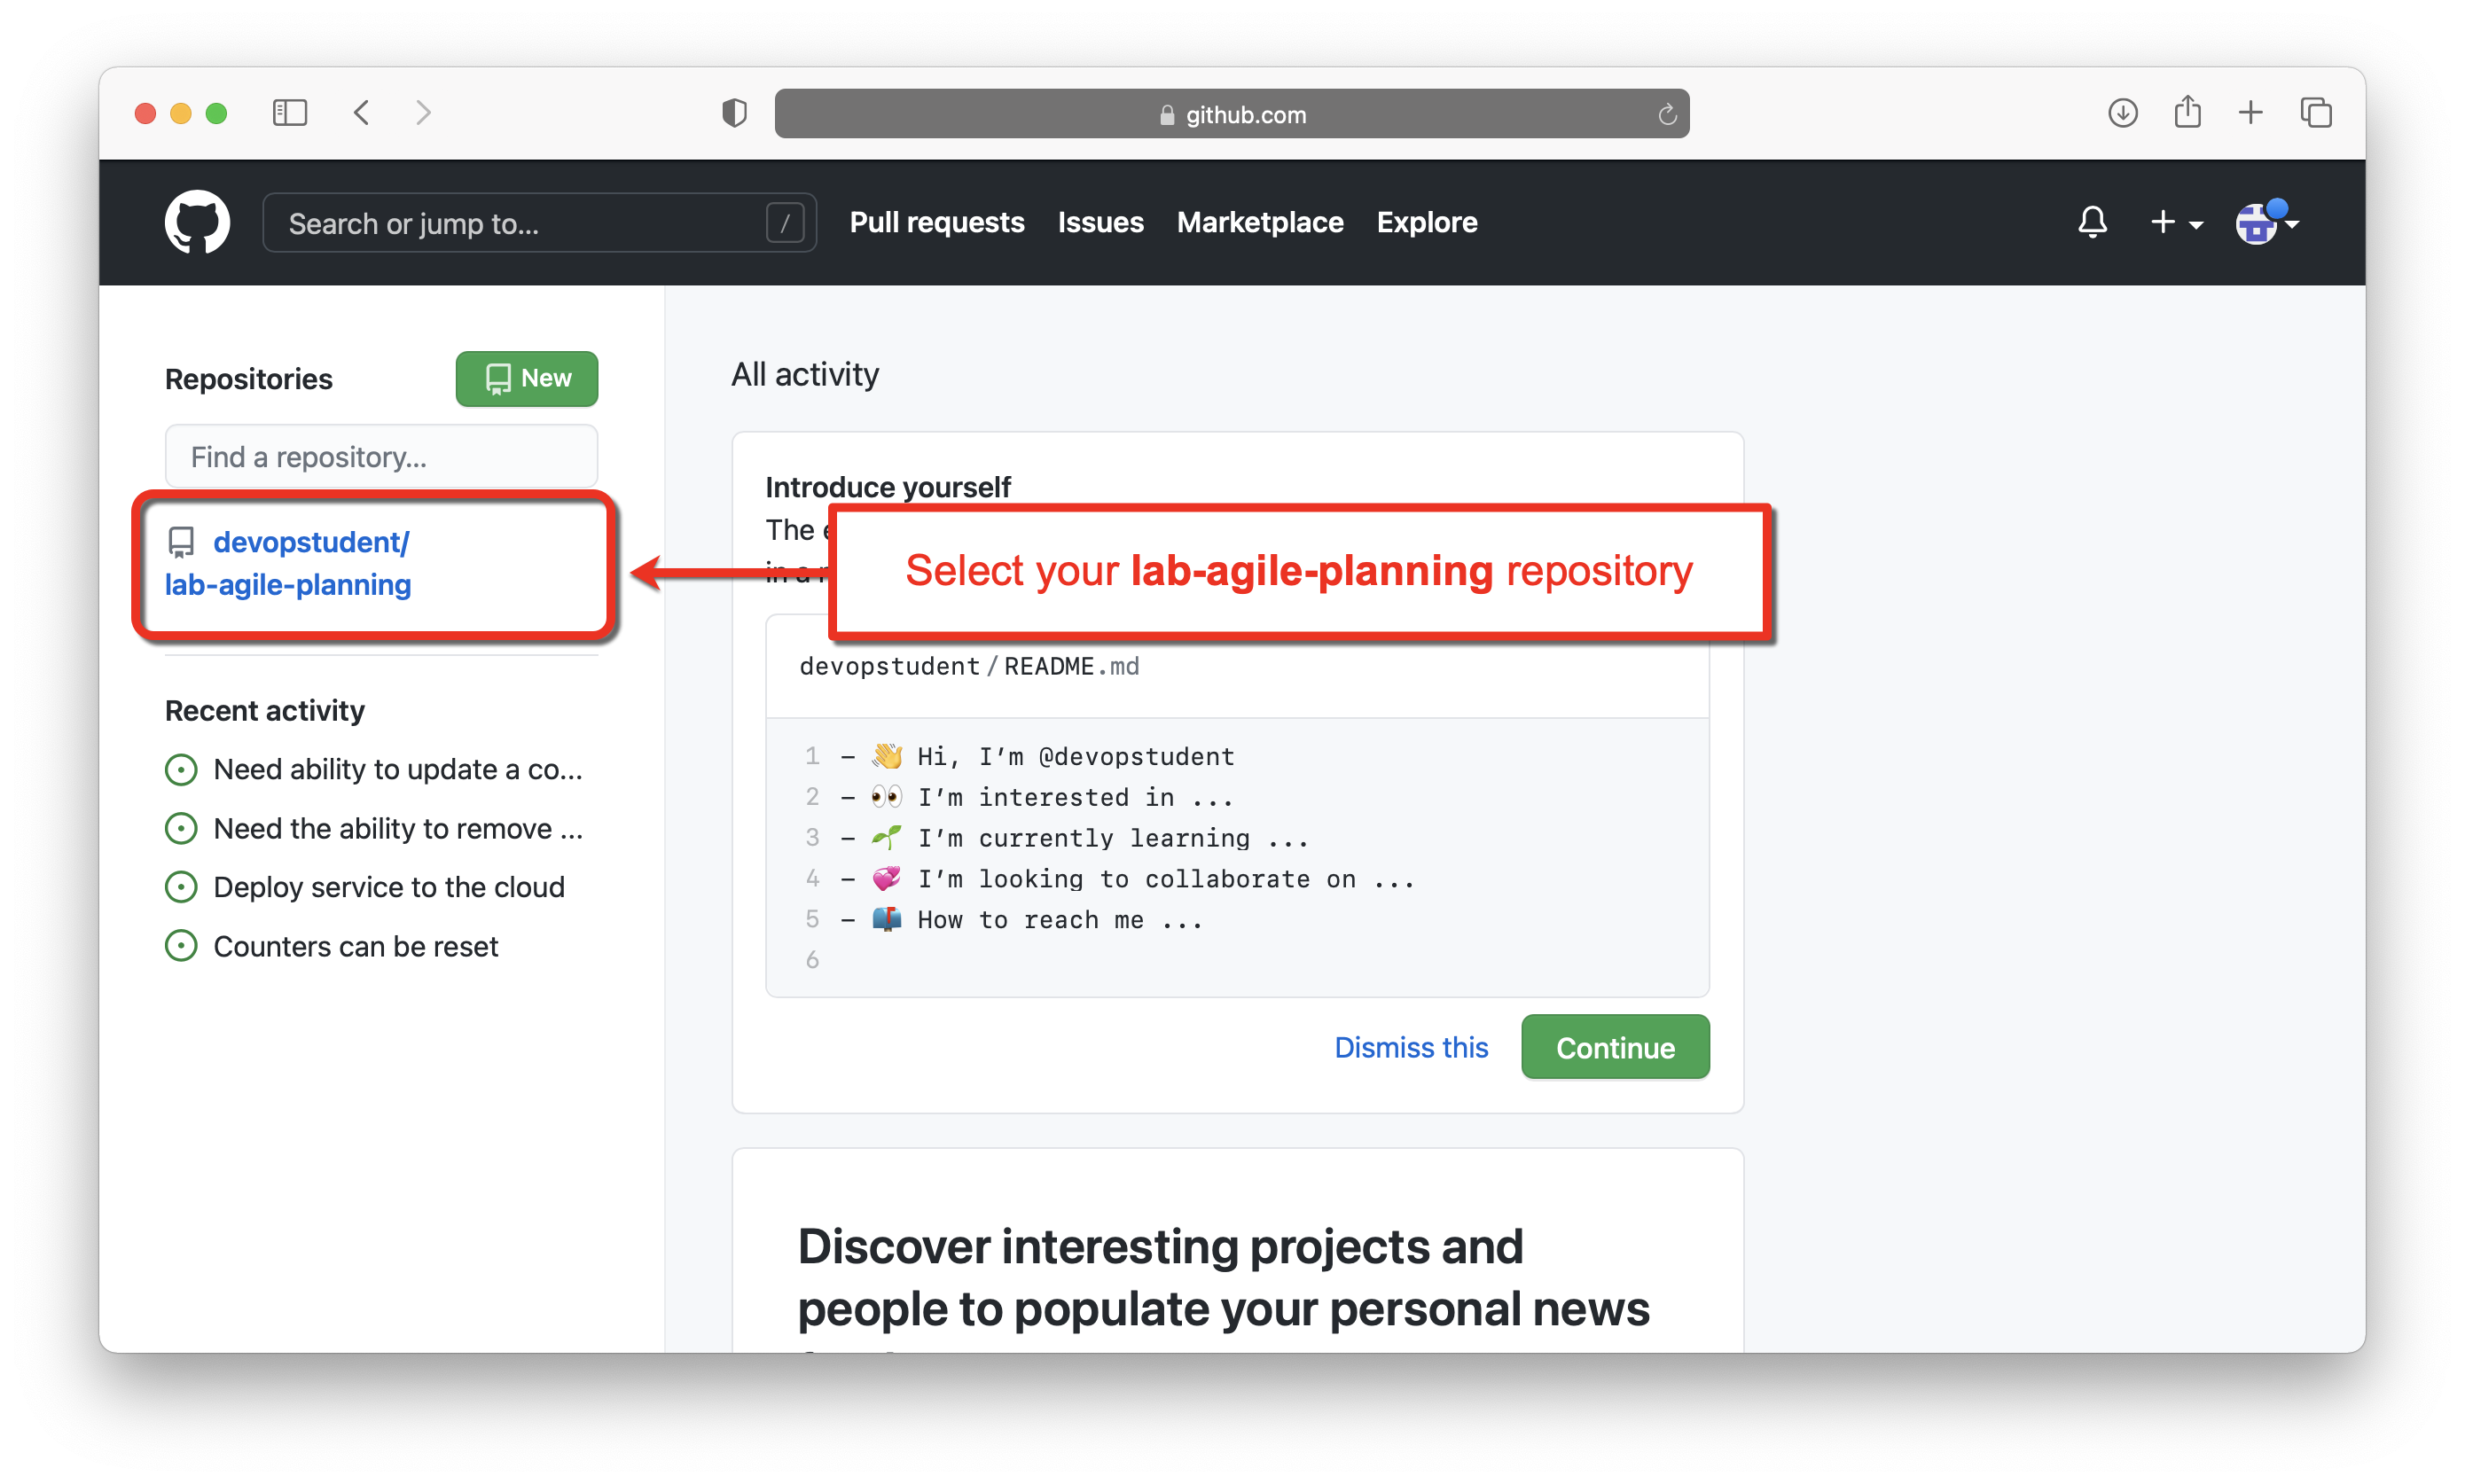 github.com
Search or jump to...
/
Pull requests Issues Marketplace Explore
Repositories
New
Find a repository...
devopstudent/
lab-agile-planning
Recent activity
Need ability to update a co...
Need the ability to remove ...
Deploy service to the cloud
Counters can be reset
All activity
Introduce yourself
The
in a
Select your lab-agile-planning repository
devopstudent / README.md
1 - 👋 Hi, I'm @devopstudent
2 - 👀 I'm interested in ...
3 - 🌱 I'm currently learning ...
4 - 💞️ I'm looking to collaborate on ...
5 - 📫 How to reach me ...
6
Dismiss this
Continue
Discover interesting projects and
people to populate your personal news